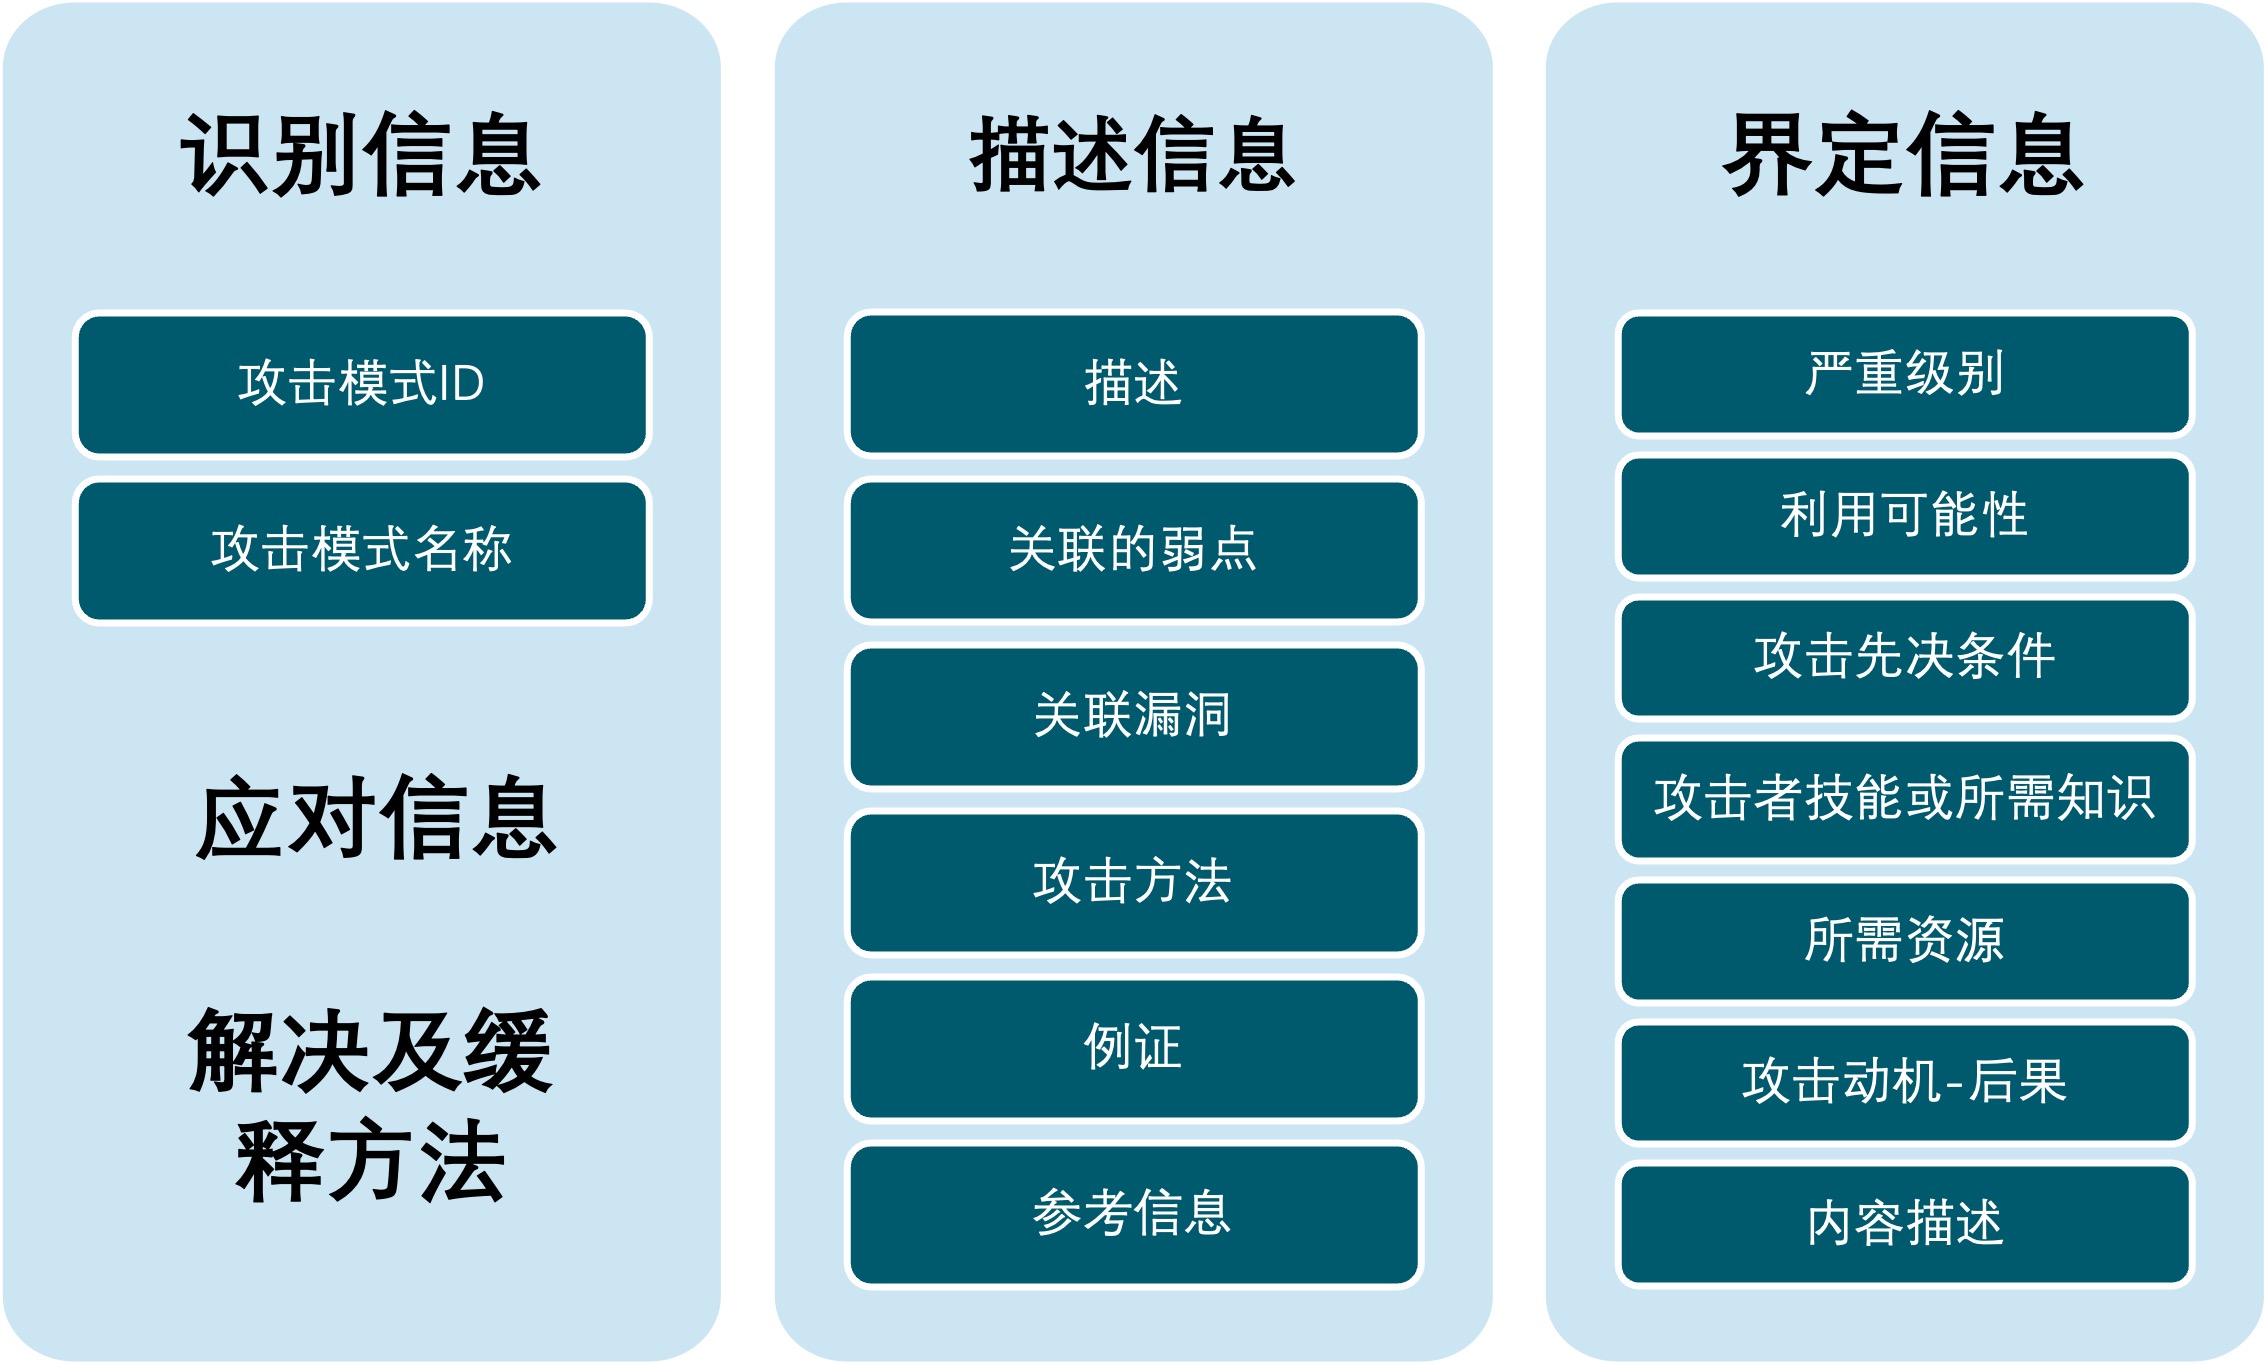 识别信息
攻击模式ID
攻击模式名称
应对信息
解决及缓
释方法
描述信息
描述
关联的弱点
关联漏洞
攻击方法
例证
参考信息
界定信息
严重级别
利用可能性
攻击先决条件
攻击者技能或所需知识
所需资源
攻击动机-后果
内容描述